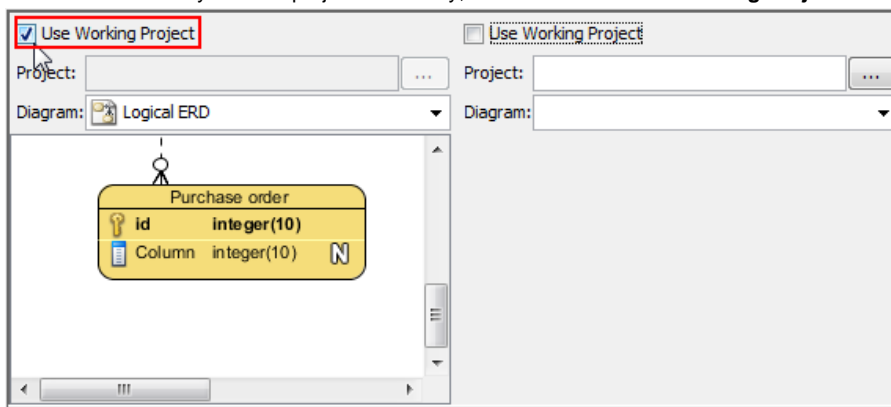 Use Working Project
Project:
...
Diagram: Logical ERD
Purchase order
id integer(10)
Column integer(10) N
Use Working Project
Project:
...
Diagram: